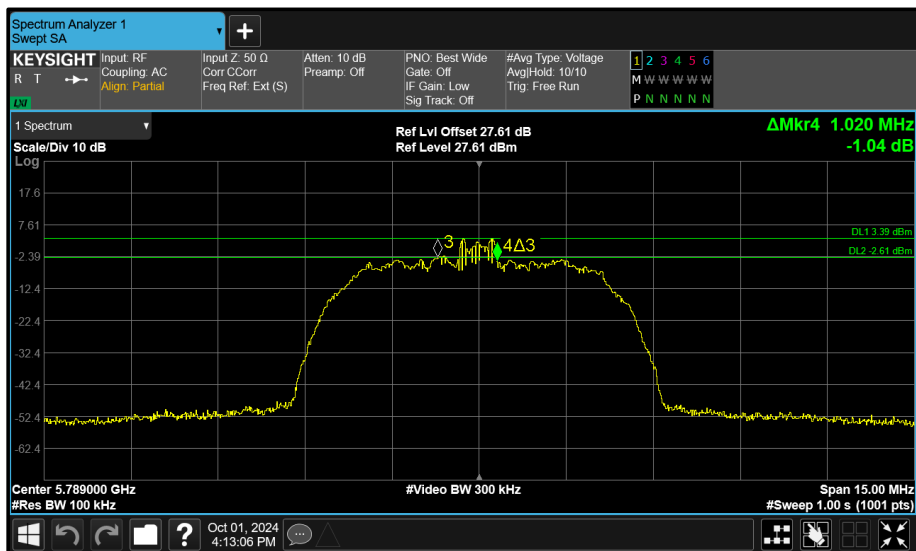 Spectrum Analyzer 1
Swept SA
+
KEYSIGHT
R T
LXI
Input: RF
Coupling: AC
Align: Partial
Input Z: 50 Ω
Corr CCorr
Freq Ref: Ext (S)
Atten: 10 dB
Preamp: Off
PNO: Best Wide
Gate: Off
IF Gain: Low
Sig Track: Off
#Avg Type: Voltage
Avg|Hold: 10/10
Trig: Free Run
1 2 3 4 5 6
M W W W W W
P N N N N N
1 Spectrum
Scale/Div 10 dB
Log
Ref Lvl Offset 27.61 dB
Ref Level 27.61 dBm
ΔMkr4 1.020 MHz
-1.04 dB
17.6
7.61
-2.39
-12.4
-22.4
-32.4
-42.4
-52.4
-62.4
3
4Δ3
DL1 3.39 dBm
DL2 -2.61 dBm
Center 5.789000 GHz
#Res BW 100 kHz
#Video BW 300 kHz
Span 15.00 MHz
#Sweep 1.00 s (1001 pts)
?
Oct 01, 2024
4:13:06 PM